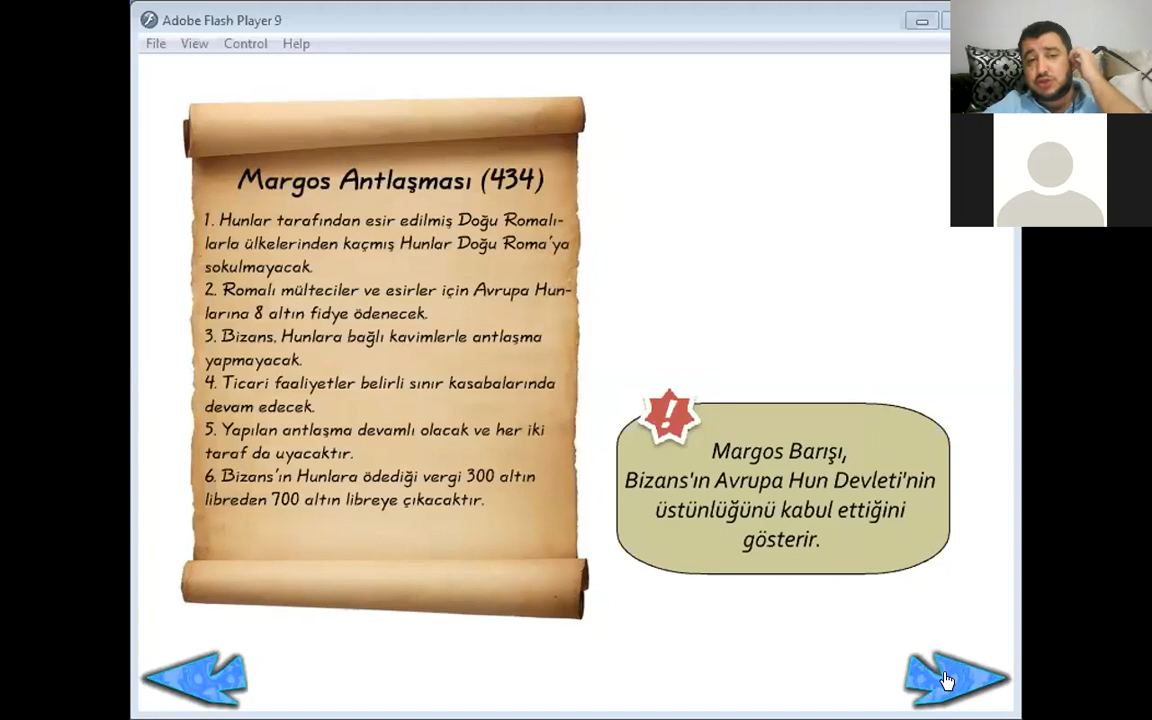 Adobe Flash Player 9
File View Control Help
Margos Antlaşması (434)
1. Hunlar tarafından esir edilmiş Doğu Romalı-
larla ülkelerinden kaçmış Hunlar Doğu Roma'ya
sokulmayacak.
2. Romalı mülteciler ve esirler için Avrupa Hun-
larına 8 altın fidye ödenecek.
3. Bizans, Hunlara bağlı kavimlerle antlaşma
yapmayacak.
4. Ticari faaliyetler belirli sınır kasabalarında
devam edecek.
5. Yapılan antlaşma devamlı olacak ve her iki
taraf da uyacaktır.
6. Bizans'ın Hunlara ödediği vergi 300 altın
libreden 700 altın libreye çıkacaktır.
!
Margos Barışı,
Bizans'ın Avrupa Hun Devleti'nin
üstünlüğünü kabul ettiğini
gösterir.